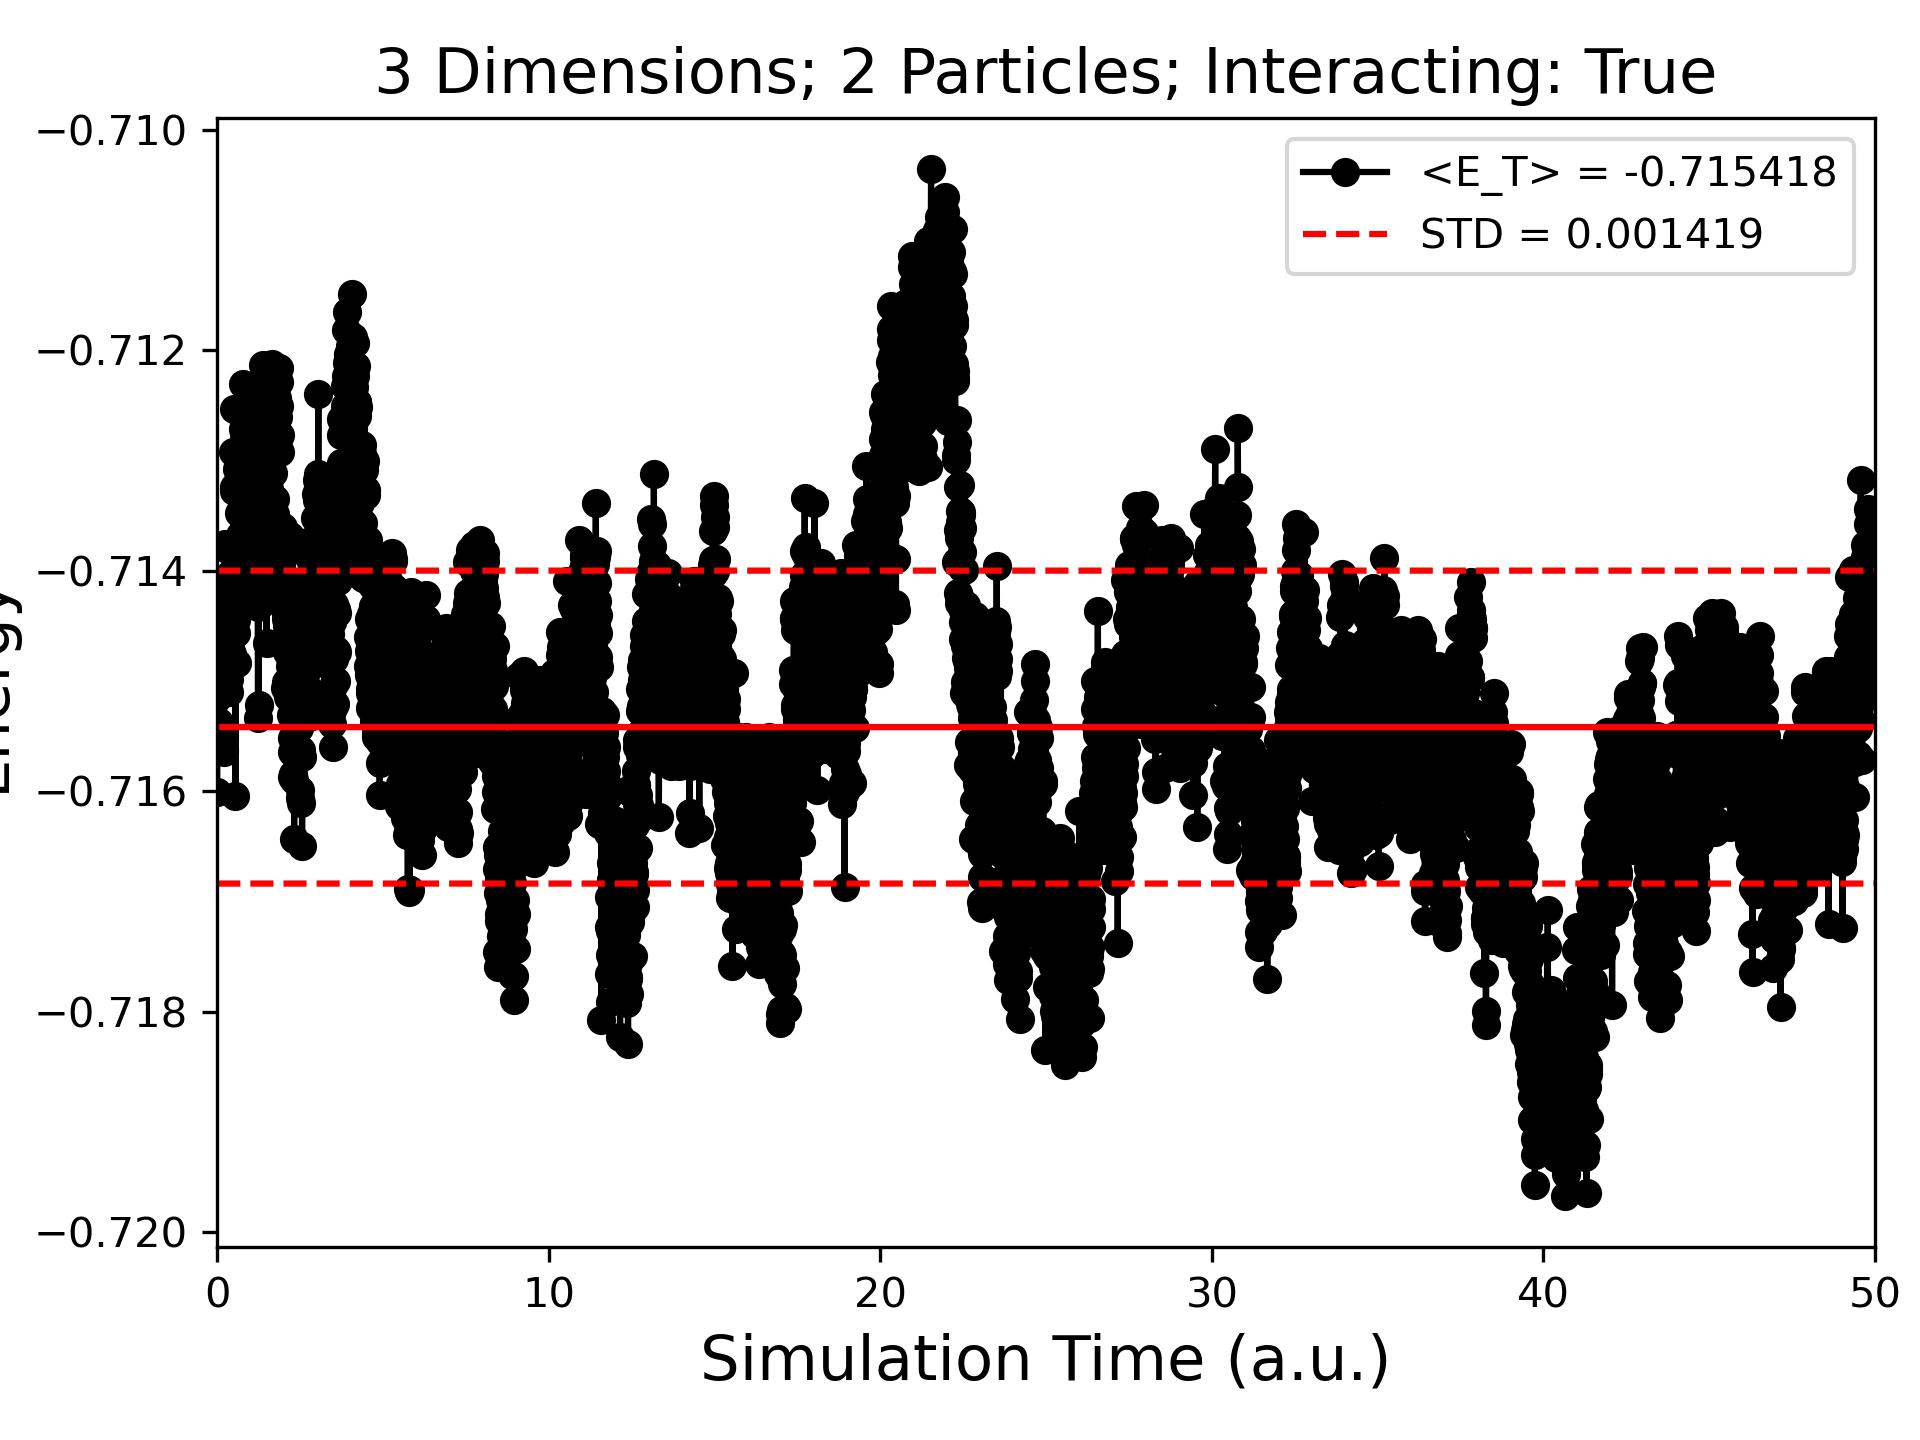 3 Dimensions; 2 Particles; Interacting: True
<E_T> = -0.715418
STD = 0.001419
−0.710
−0.712
−0.714
−0.716
−0.718
−0.720
Energy
0 10 20 30 40 50
Simulation Time (a.u.)